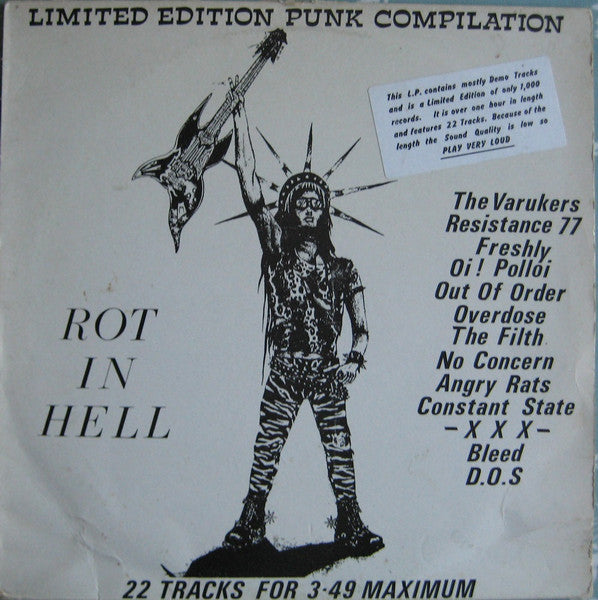 LIMITED EDITION PUNK COMPILATION
This L.P. contains mostly Demo Tracks
and is a Limited Edition of only 1,000
records. It is over one hour in length
and features 22 Tracks. Because of the
length the Sound Quality is low so
PLAY VERY LOUD
The Varukers
Resistance 77
Freshly
Oi! Polloi
Out Of Order
Overdose
The Filth
No Concern
Angry Rats
Constant State
-XXX-
Bleed
D.O.S
ROT
IN
HELL
22 TRACKS FOR 3·49 MAXIMUM